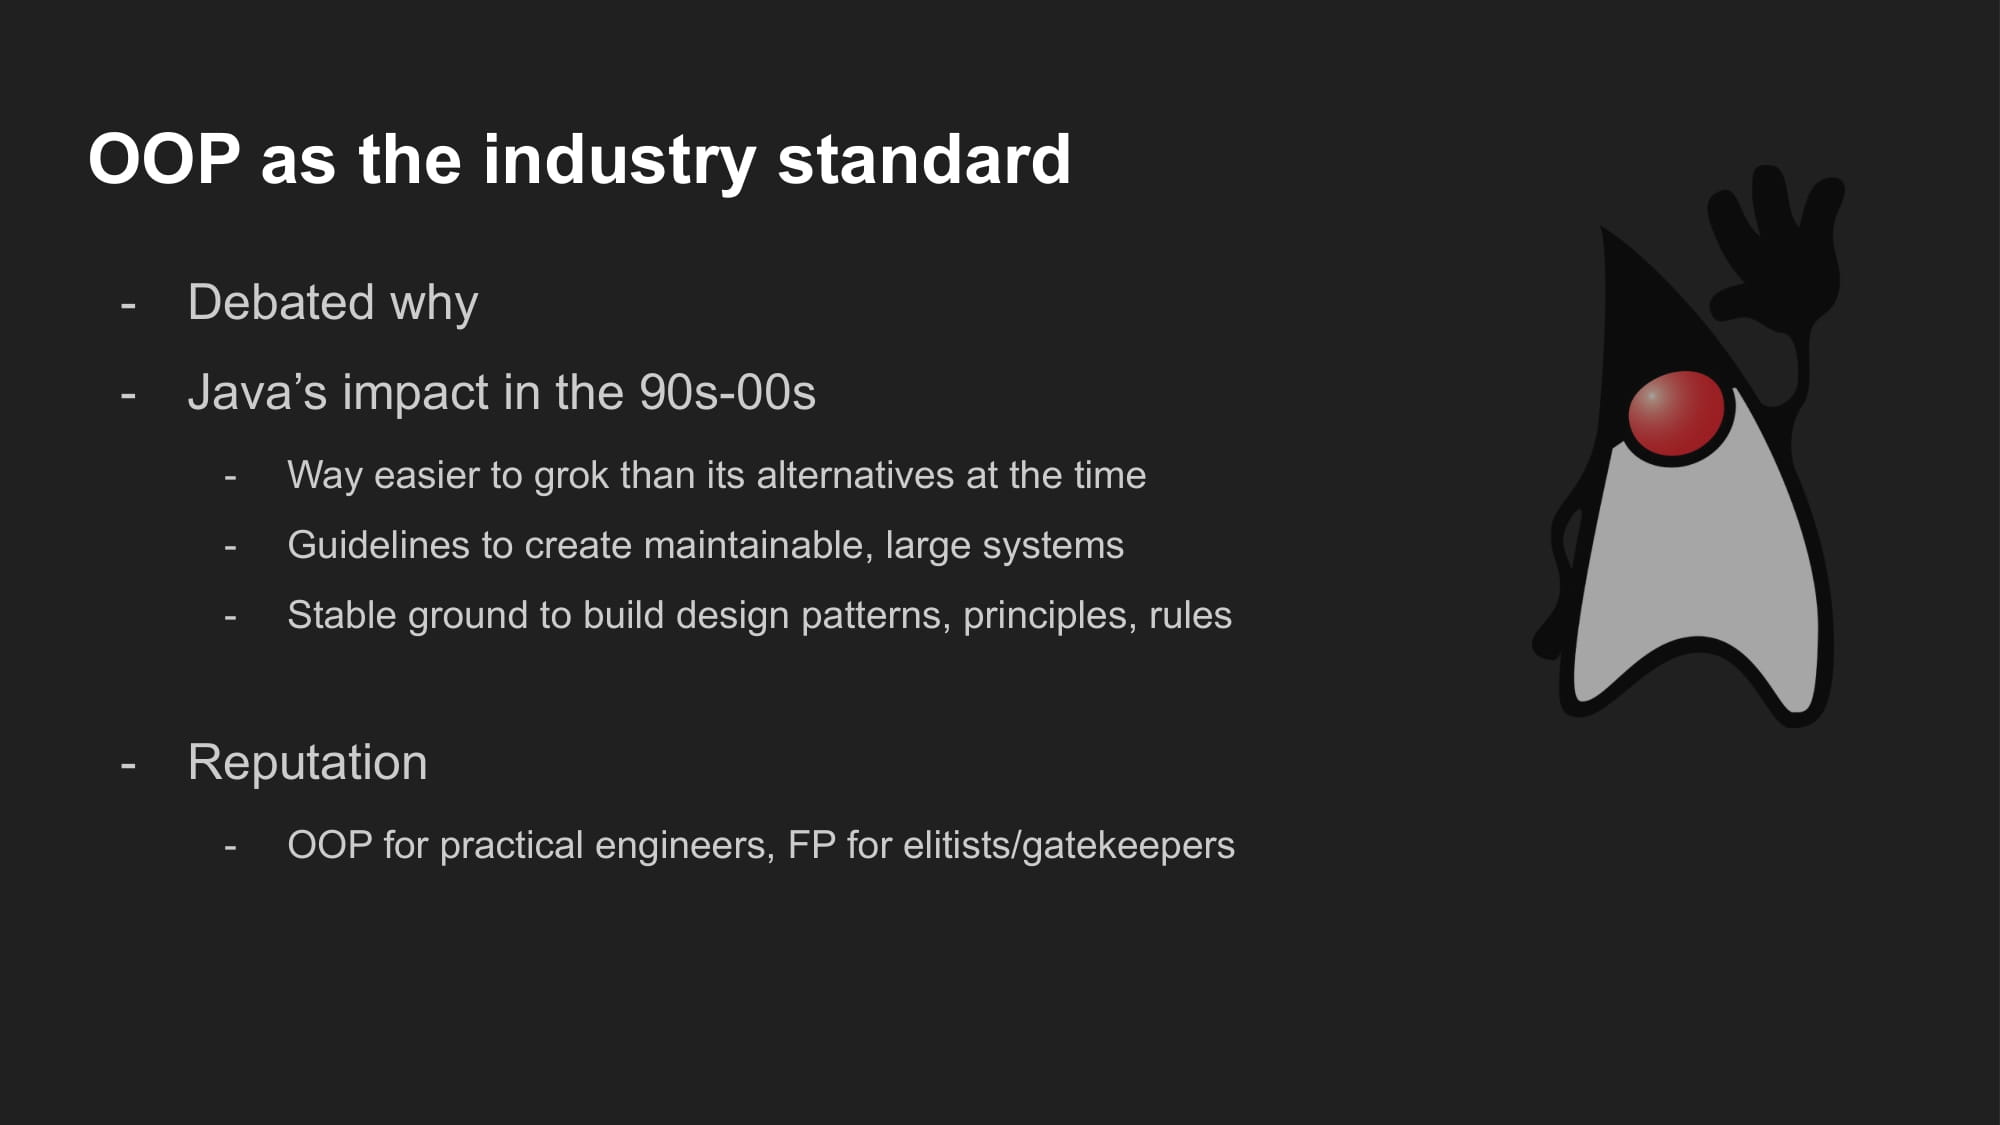 OOP as the industry standard
- Debated why
- Java’s impact in the 90s-00s
- Way easier to grok than its alternatives at the time
- Guidelines to create maintainable, large systems
- Stable ground to build design patterns, principles, rules
- Reputation
- OOP for practical engineers, FP for elitists/gatekeepers